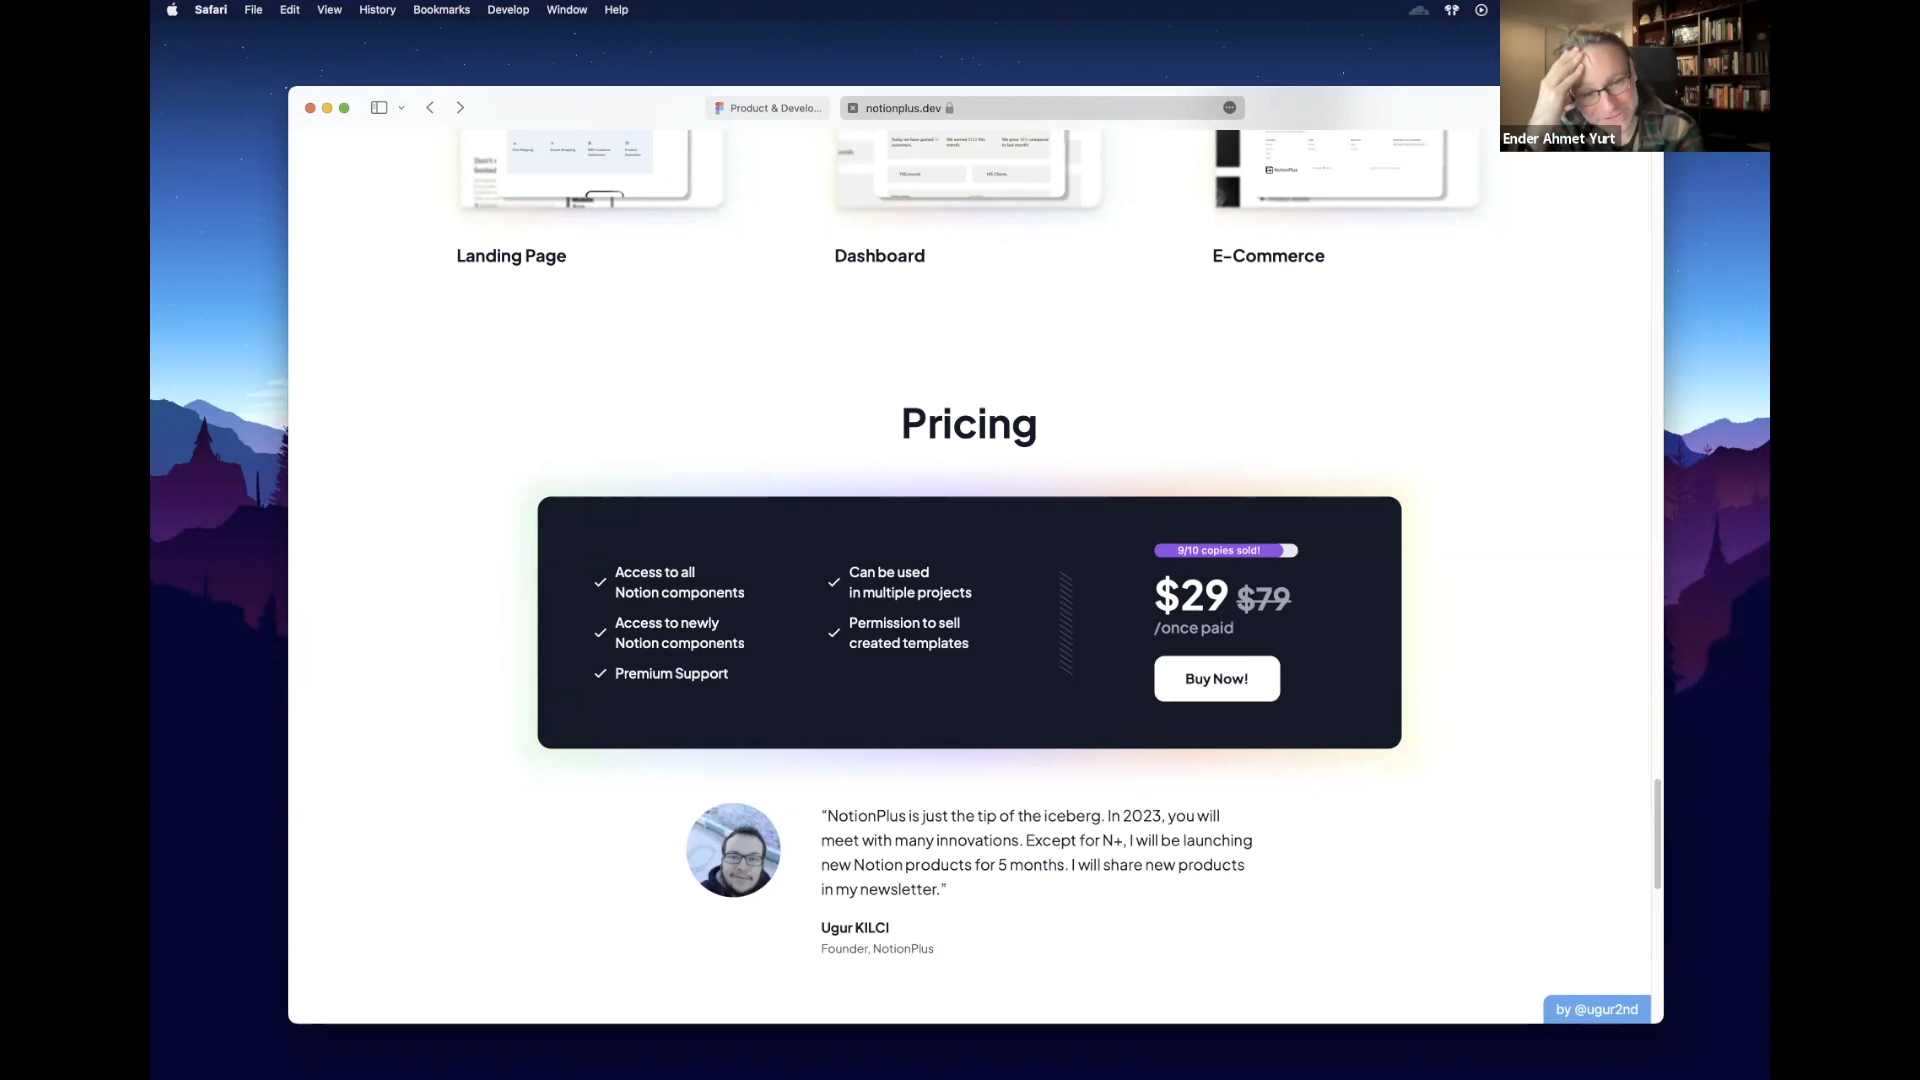 Safari File Edit View History Bookmarks Develop Window Help
Product & Develo...
notionplus.dev
Ender Ahmet Yurt
NotionPlus
Landing Page
Dashboard
E-Commerce
Pricing
Access to all
Notion components
Access to newly
Notion components
Premium Support
Can be used
in multiple projects
Permission to sell
created templates
9/10 copies sold!
$29 $79
/once paid
Buy Now!
“NotionPlus is just the tip of the iceberg. In 2023, you will
meet with many innovations. Except for N+, I will be launching
new Notion products for 5 months. I will share new products
in my newsletter.”
Ugur KILCI
Founder, NotionPlus
by @ugur2nd